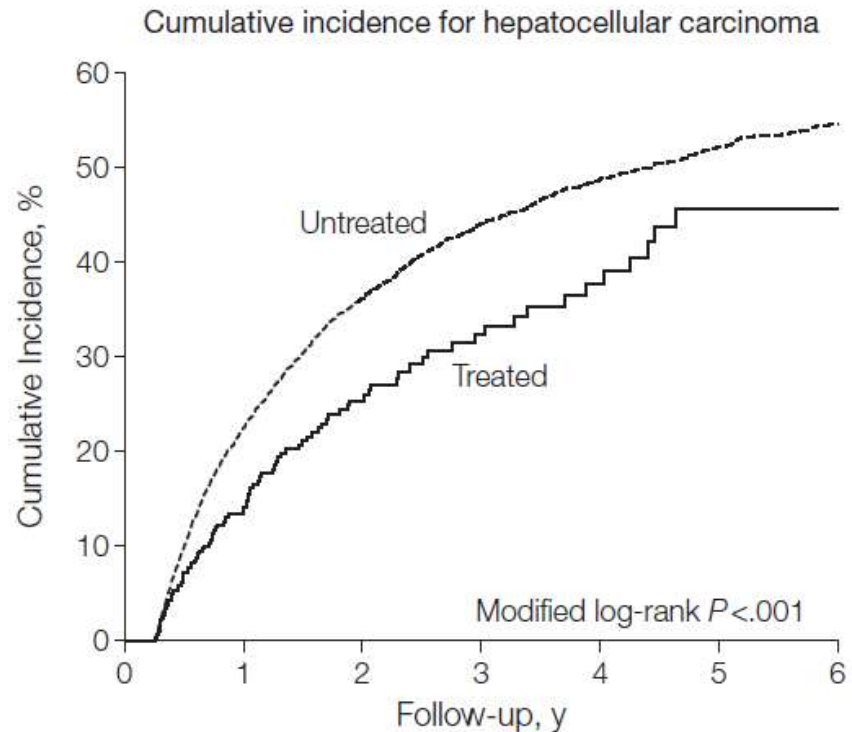 Cumulative incidence for hepatocellular carcinoma
Cumulative Incidence, %
60
50
40
30
20
10
0
Untreated
Treated
Modified log-rank P<.001
0 1 2 3 4 5 6
Follow-up, y